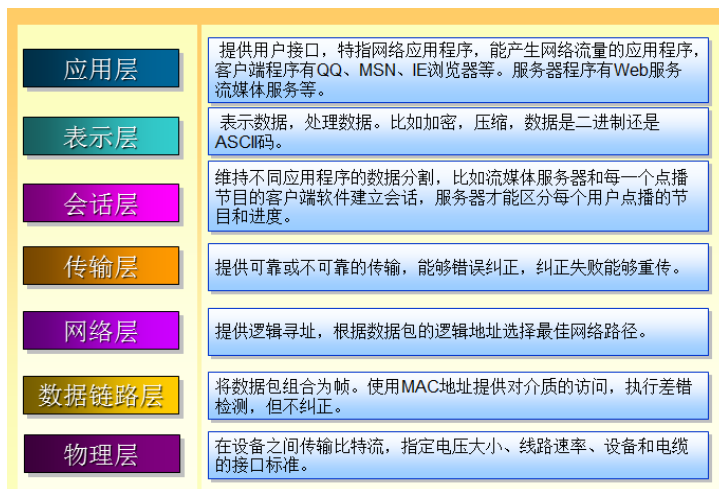 应用层
提供用户接口，特指网络应用程序，能产生网络流量的应用程序，
客户端程序有QQ、MSN、IE浏览器等。服务器程序有Web服务
流媒体服务等。
表示层
表示数据，处理数据。比如加密，压缩，数据是二进制还是
ASCII码。
会话层
维持不同应用程序的数据分割，比如流媒体服务器和每一个点播
节目的客户端软件建立会话，服务器才能区分每个用户点播的节
目和进度。
传输层
提供可靠或不可靠的传输，能够错误纠正，纠正失败能够重传。
网络层
提供逻辑寻址，根据数据包的逻辑地址选择最佳网络路径。
数据链路层
将数据包组合为帧。使用MAC地址提供对介质的访问，执行差错
检测，但不纠正。
物理层
在设备之间传输比特流，指定电压大小、线路速率、设备和电缆
的接口标准。